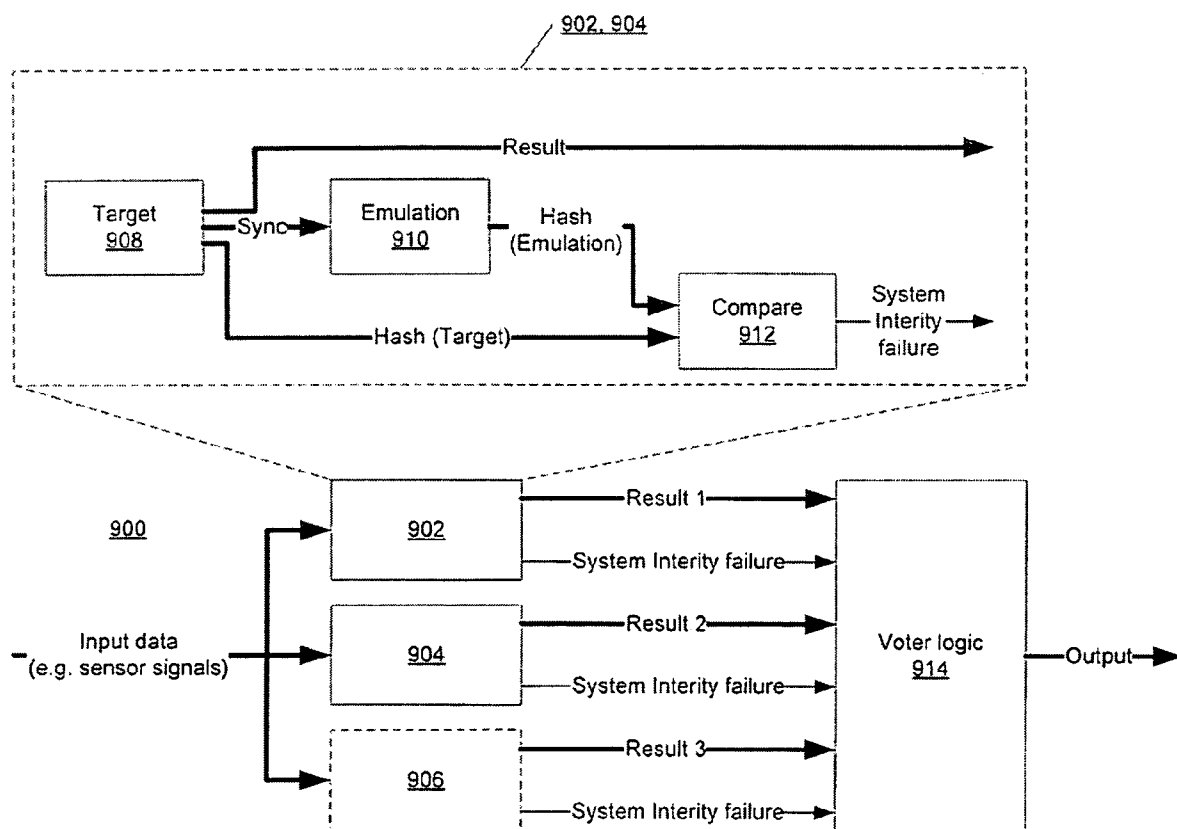 902, 904
Result
Target
908
Sync
Emulation
910
Hash
(Emulation)
Hash (Target)
Compare
912
System
Interity
failure
900
902
Result 1
System Interity failure
Input data
(e.g. sensor signals)
904
Result 2
System Interity failure
906
Result 3
System Interity failure
Voter logic
914
Output